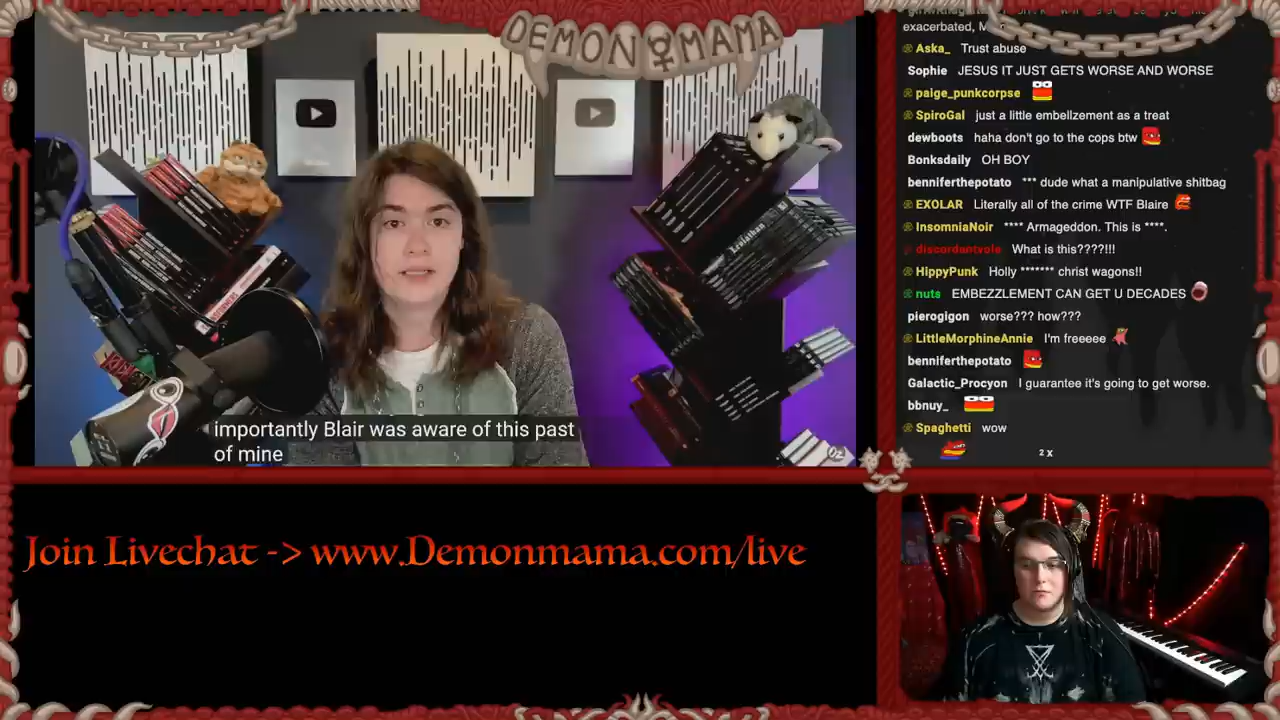 DEMON MAMA
importantly Blair was aware of this past
of mine
exacerbated, M
Aska_ Trust abuse
Sophie JESUS IT JUST GETS WORSE AND WORSE
paige_punkcorpse
SpiroGal just a little embellzement as a treat
dewboots haha don't go to the cops btw
Bonksdaily OH BOY
benniferthepotato *** dude what a manipulative shitbag
EXOLAR Literally all of the crime WTF Blaire
InsomniaNoir **** Armageddon. This is ****.
discordantvole What is this????!!!
HippyPunk Holly ******* christ wagons!!
nuts EMBEZZLEMENT CAN GET U DECADES
pierogigon worse??? how???
LittleMorphineAnnie I'm freeeee
benniferthepotato
Galactic_Procyon I guarantee it's going to get worse.
bbnuy_
Spaghetti wow
2 x
Join Livechat -> www.Demonmama.com/live